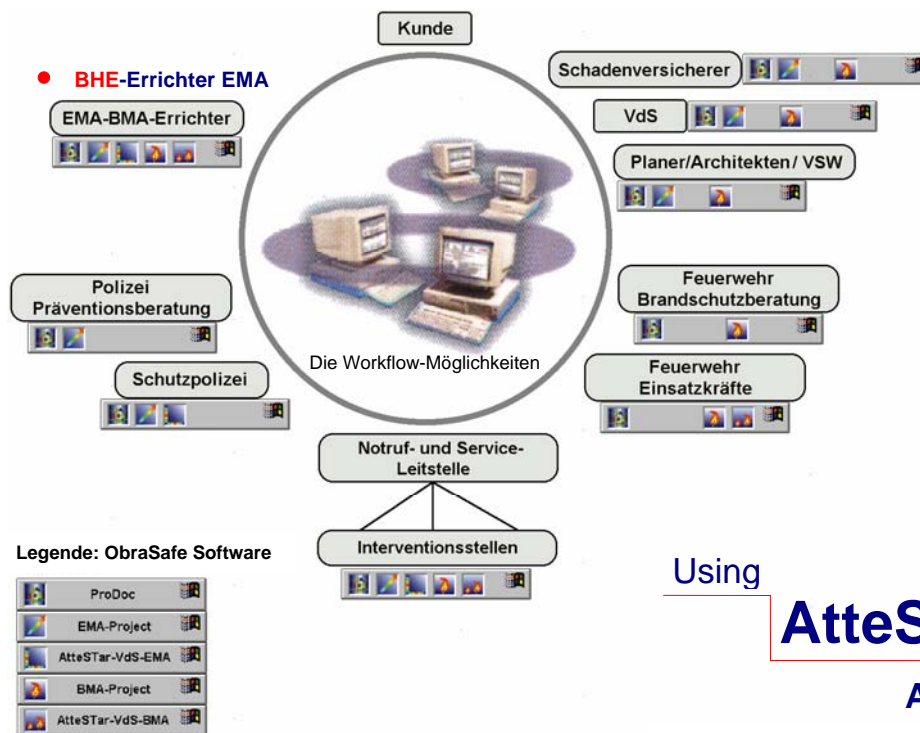 Kunde
• BHE-Errichter EMA
EMA-BMA-Errichter
Schadenversicherer
VdS
Planer/Architekten/ VSW
Polizei
Präventionsberatung
Schutzpolizei
Feuerwehr
Brandschutzberatung
Feuerwehr
Einsatzkräfte
Die Workflow-Möglichkeiten
Notruf- und Service-
Leitstelle
Interventionsstellen
Legende: ObraSafe Software
ProDoc
EMA-Project
AtteSTar-VdS-EMA
BMA-Project
AtteSTar-VdS-BMA
Using